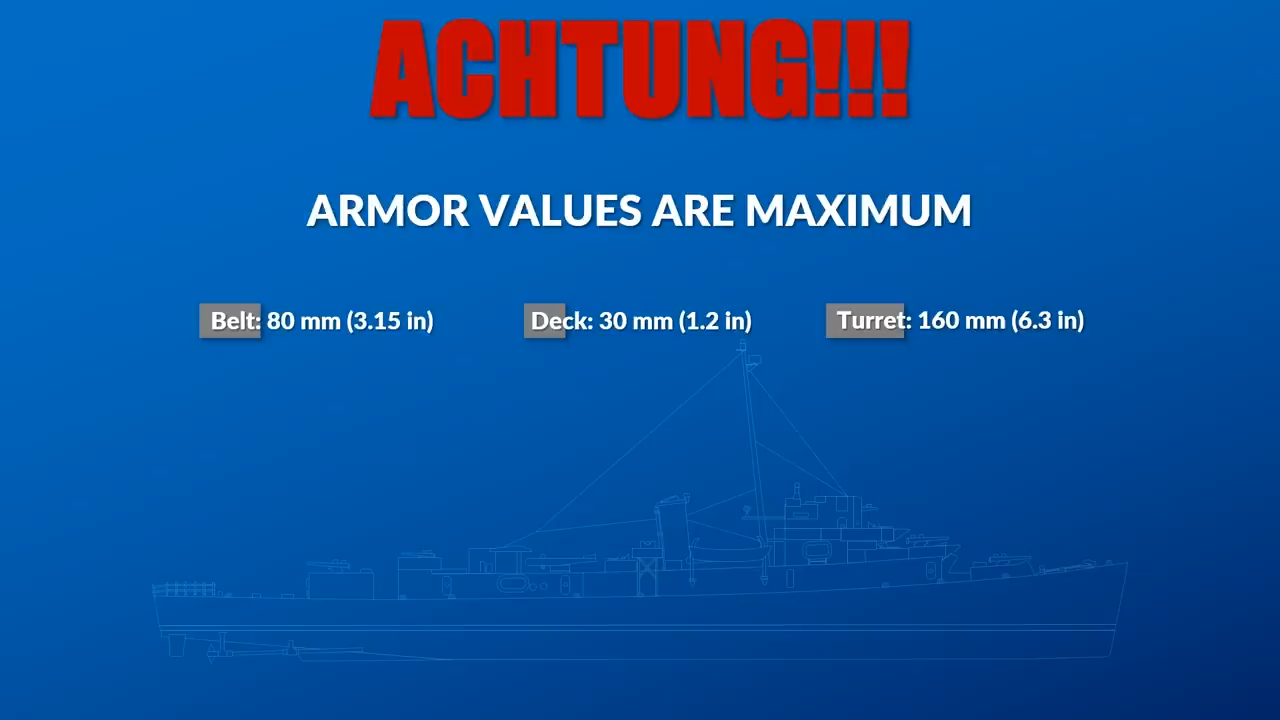 ACHTUNG!!!
ARMOR VALUES ARE MAXIMUM
Belt: 80 mm (3.15 in) Deck: 30 mm (1.2 in) Turret: 160 mm (6.3 in)